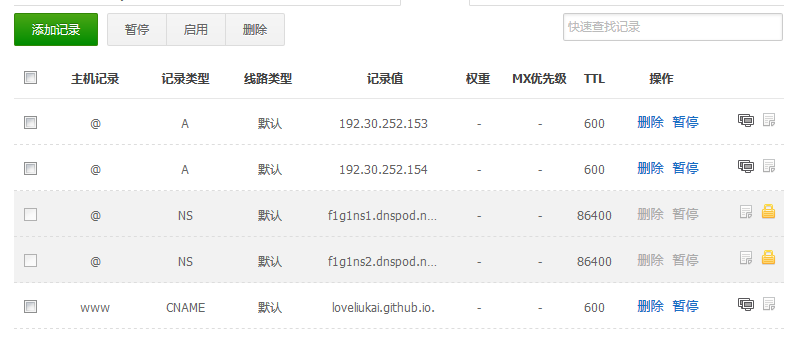 添加记录 暂停 启用 删除 快速查找记录
主机记录 记录类型 线路类型 记录值 权重 MX优先级 TTL 操作
@ A 默认 192.30.252.153 - - 600 删除 暂停
@ A 默认 192.30.252.154 - - 600 删除 暂停
@ NS 默认 f1g1ns1.dnspod.n... - - 86400 删除 暂停
@ NS 默认 f1g1ns2.dnspod.n... - - 86400 删除 暂停
www CNAME 默认 loveliukai.github.io. - - 600 删除 暂停